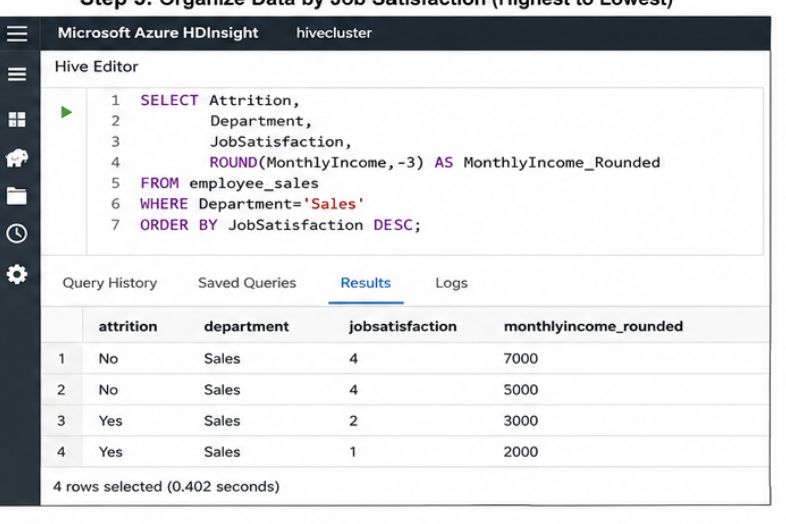 Organize Data by Job Satisfaction (Highest to Lowest)
Microsoft Azure HDInsight hivecluster
Hive Editor
1 SELECT Attrition,
2 Department,
3 JobSatisfaction,
4 ROUND(MonthlyIncome,-3) AS MonthlyIncome_Rounded
5 FROM employee_sales
6 WHERE Department='Sales'
7 ORDER BY JobSatisfaction DESC;
Query History Saved Queries Results Logs
attrition department jobsatisfaction monthlyincome_rounded
1 No Sales 4 7000
2 No Sales 4 5000
3 Yes Sales 2 3000
4 Yes Sales 1 2000
4 rows selected (0.402 seconds)